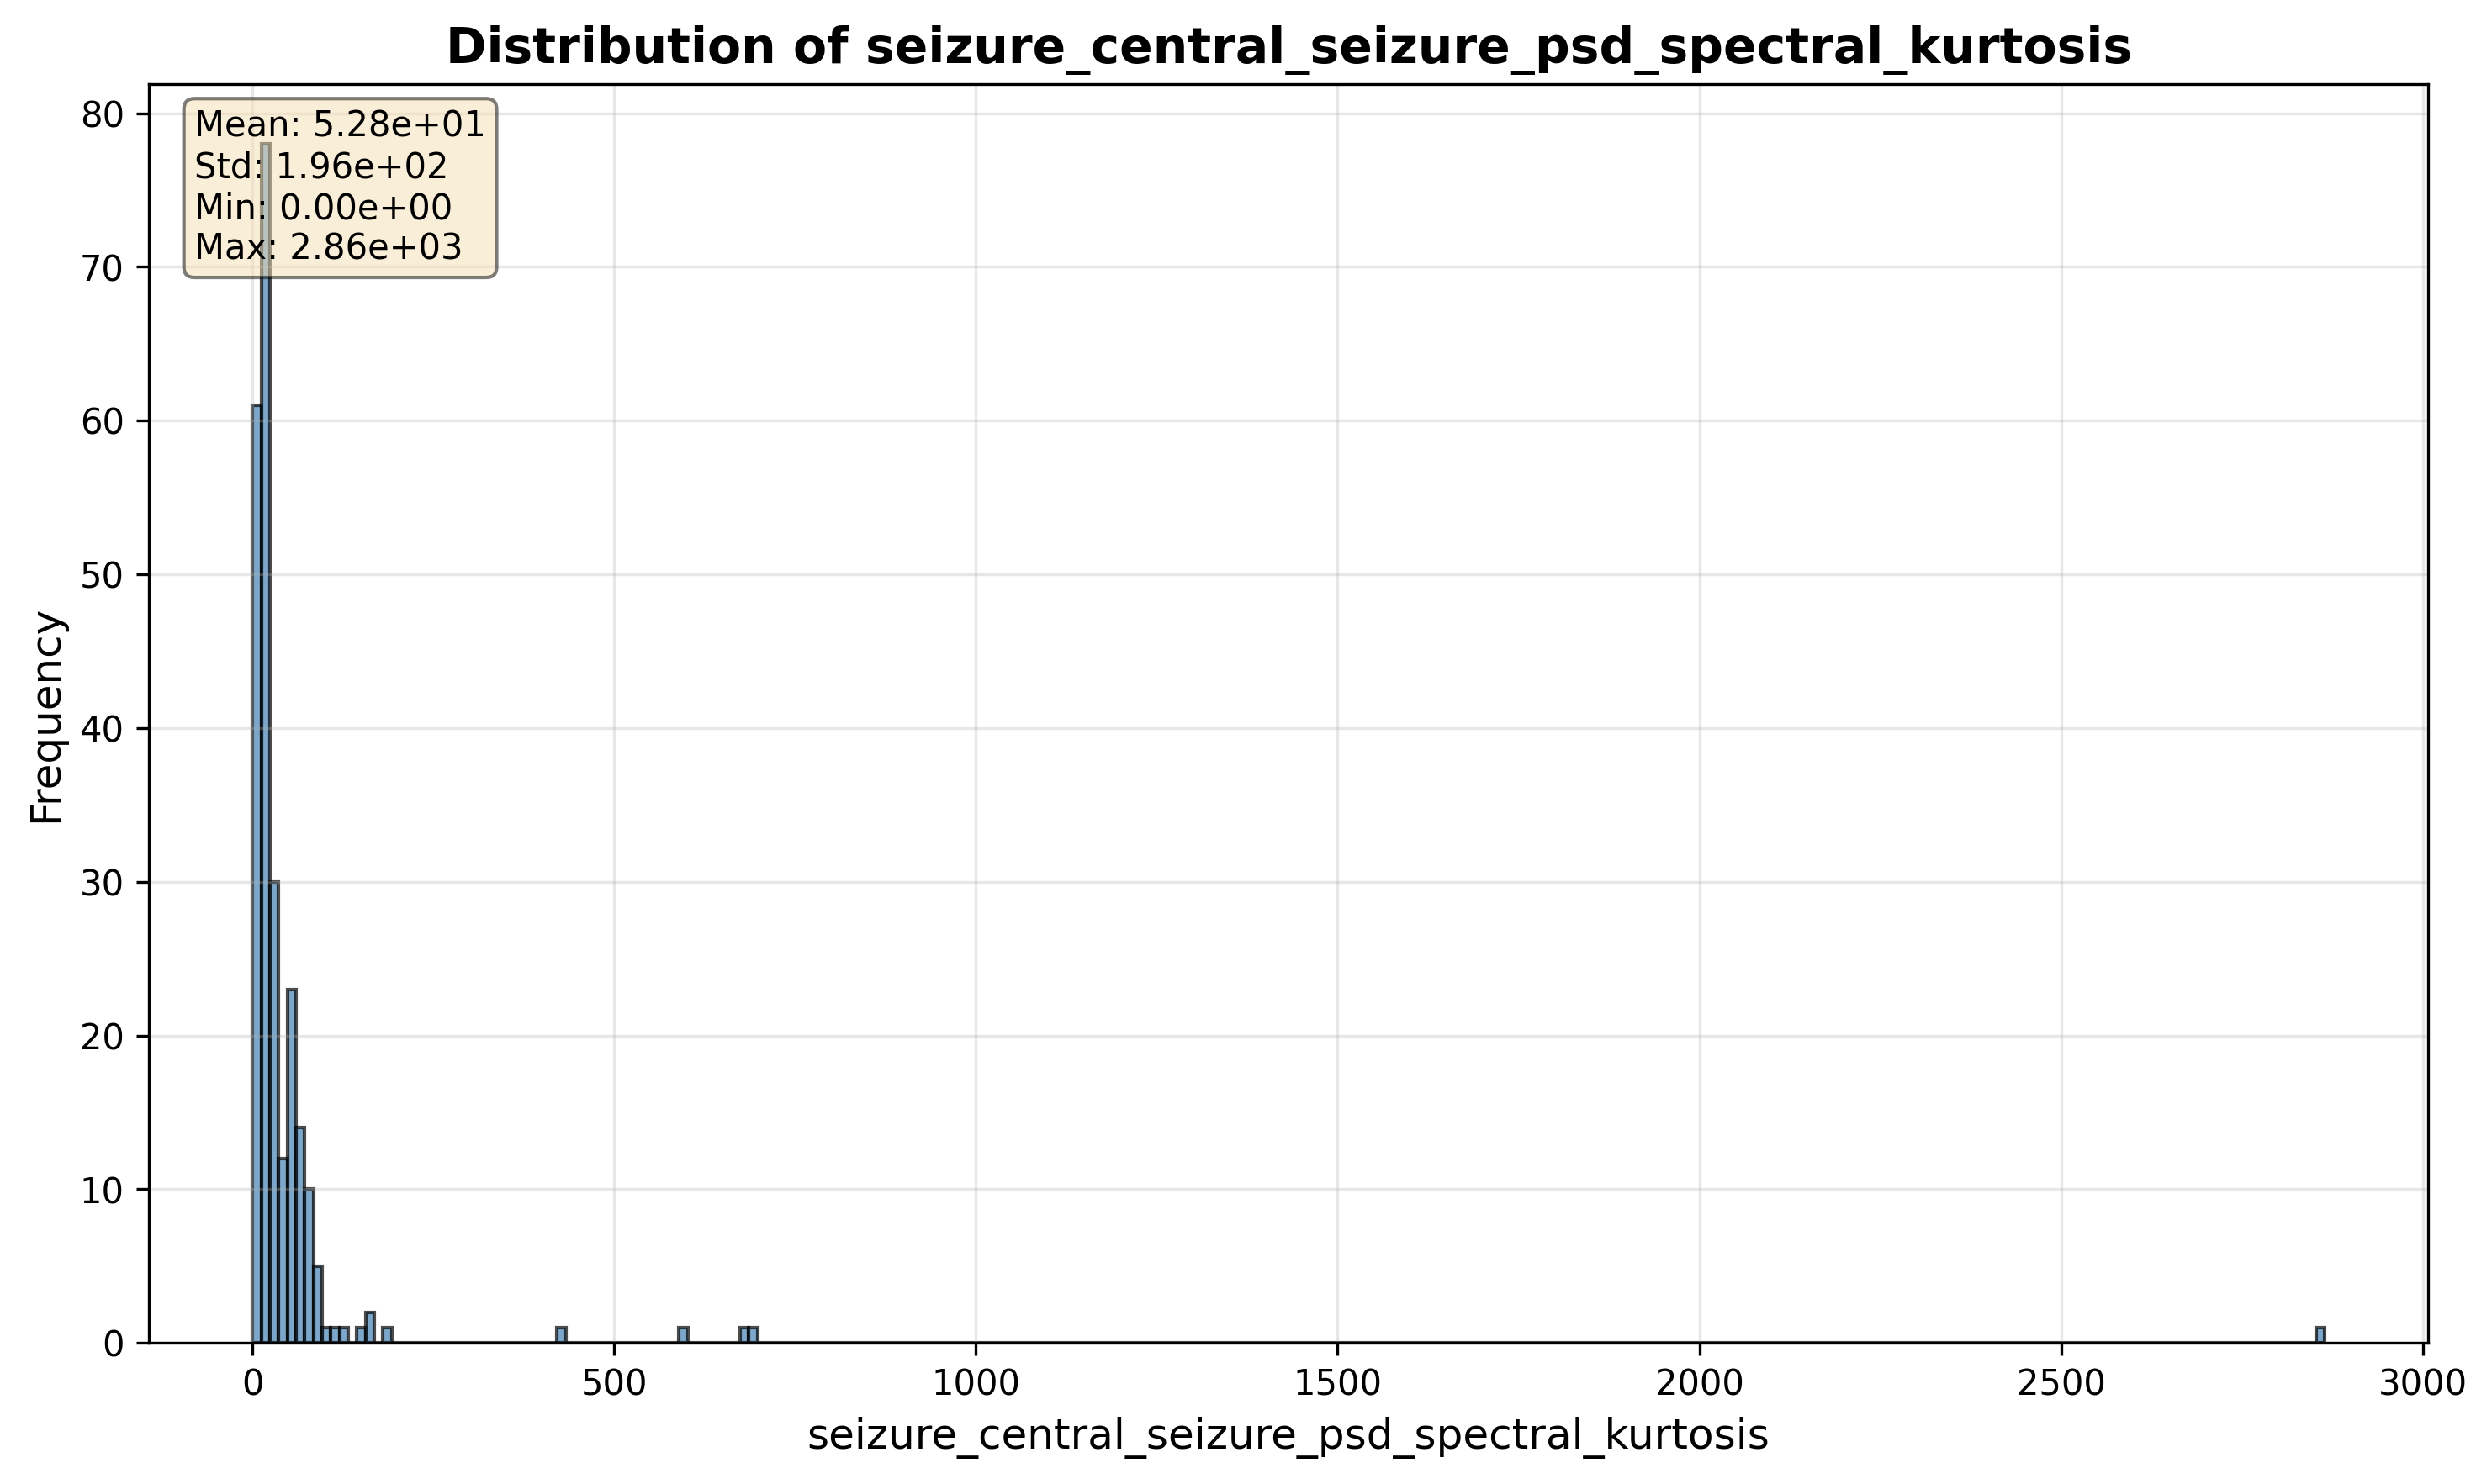 Distribution of seizure_central_seizure_psd_spectral_kurtosis
Mean: 5.28e+01
Std: 1.96e+02
Min: 0.00e+00
Max: 2.86e+03
Frequency
80
70
60
50
40
30
20
10
0
0 500 1000 1500 2000 2500 3000
seizure_central_seizure_psd_spectral_kurtosis